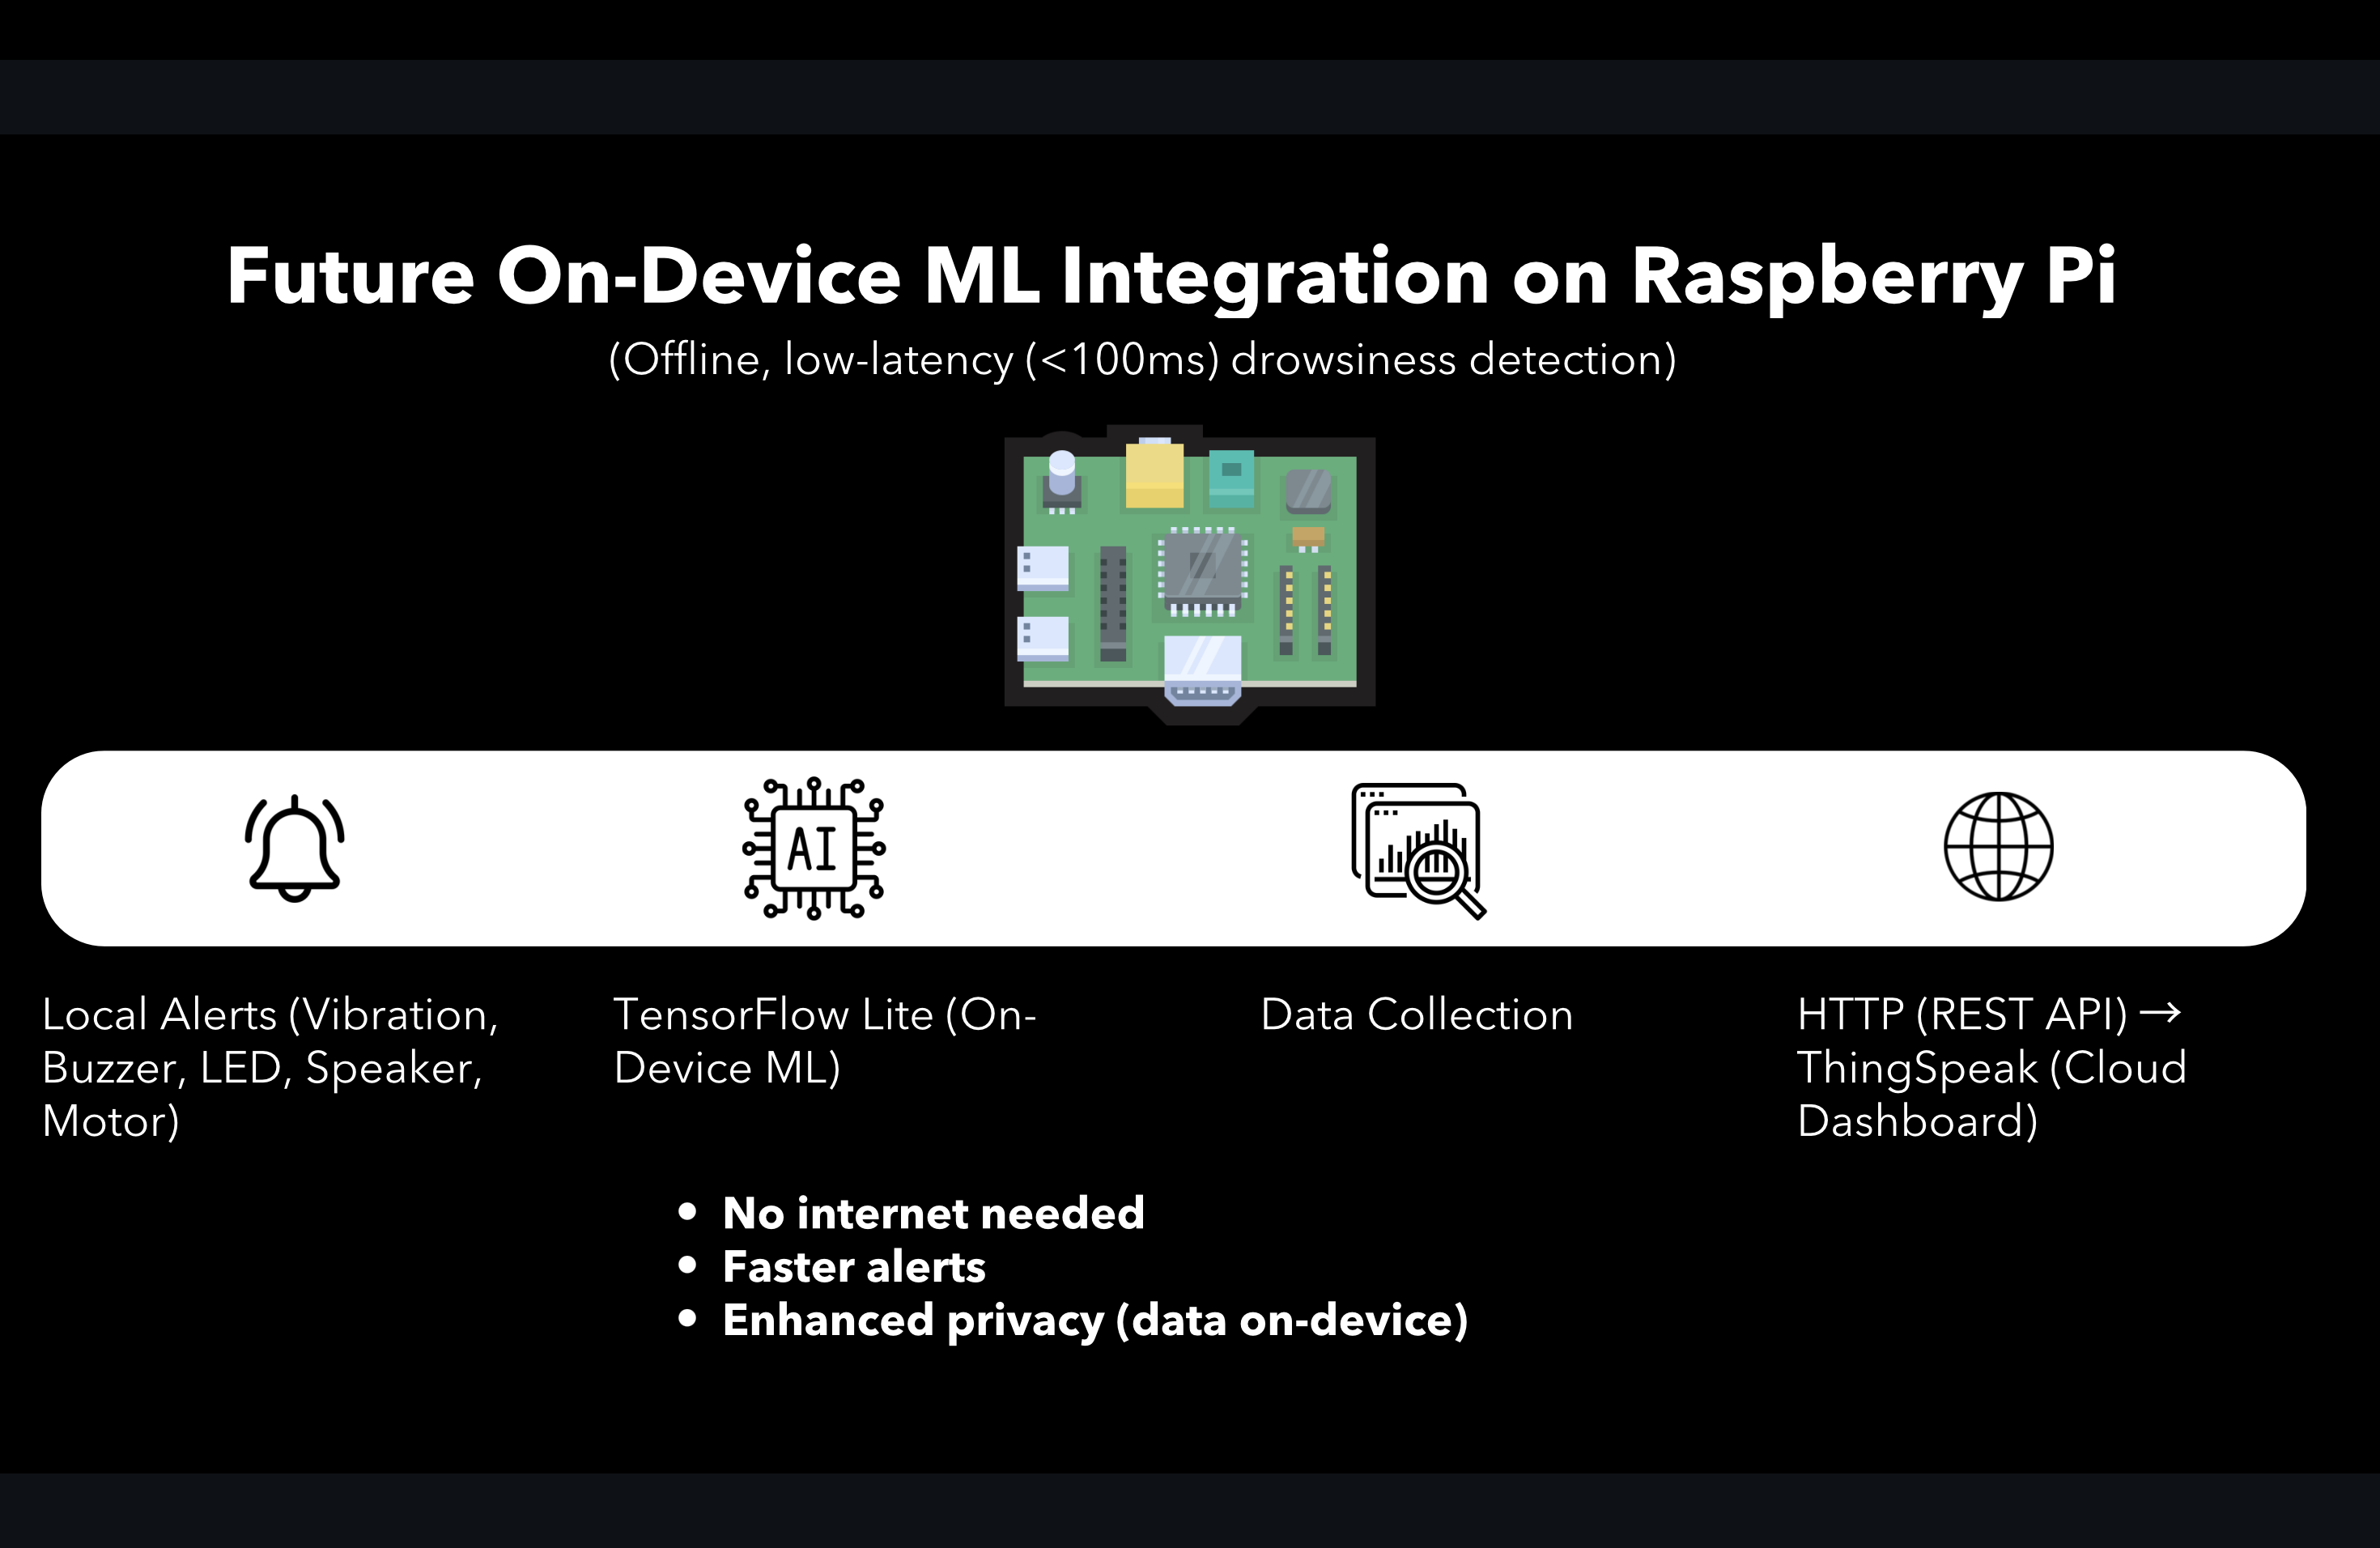 Future On-Device ML Integration on Raspberry Pi
(Offline, low-latency (<100ms) drowsiness detection)
AI
Local Alerts (Vibration,
Buzzer, LED, Speaker,
Motor)
TensorFlow Lite (On-
Device ML)
Data Collection
HTTP (REST API) →
ThingSpeak (Cloud
Dashboard)
• No internet needed
• Faster alerts
• Enhanced privacy (data on-device)